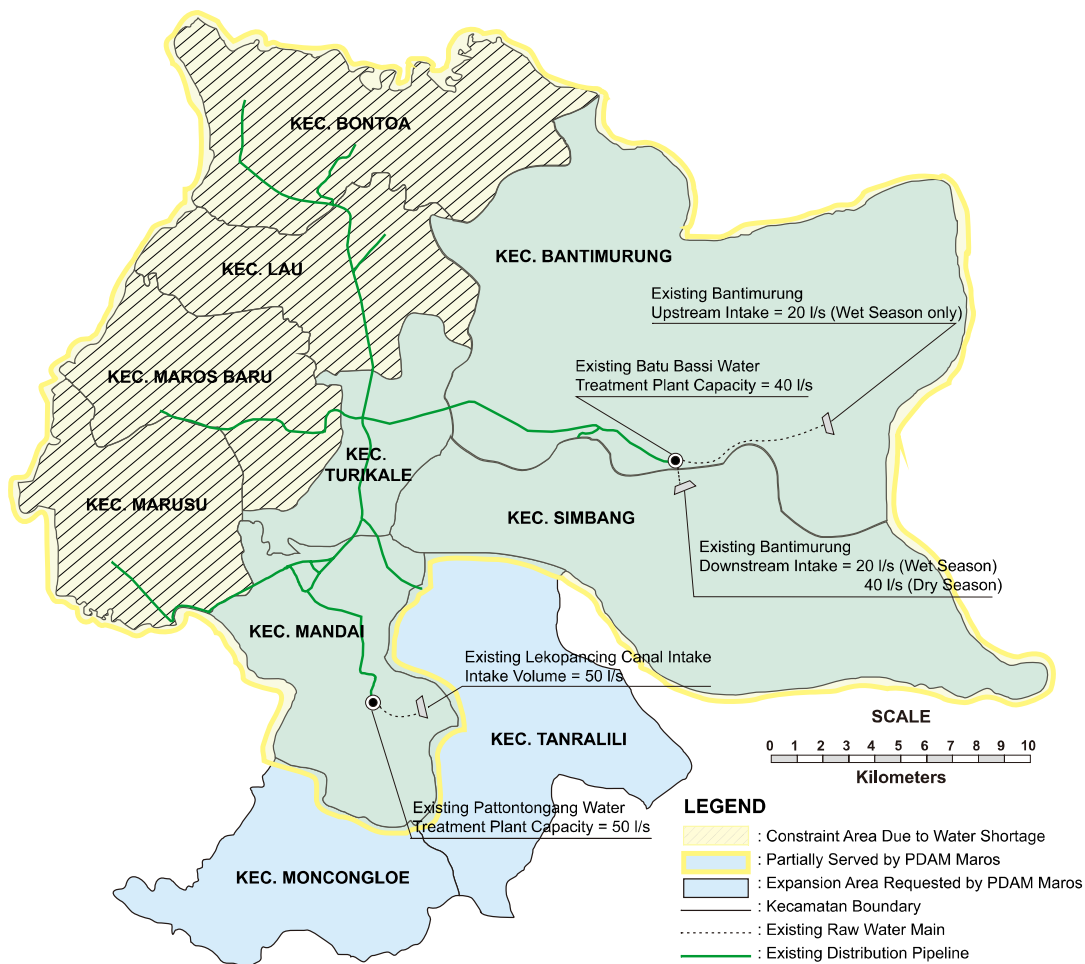 KEC. BONTOA
KEC. BANTIMURUNG
KEC. LAU
Existing Bantimurung
Upstream Intake = 20 l/s (Wet Season only)
Existing Batu Bassi Water
Treatment Plant Capacity = 40 l/s
KEC. MAROS BARU
KEC.
TURIKALE
KEC. MARUSU
KEC. SIMBANG
Existing Bantimurung
Downstream Intake = 20 l/s (Wet Season)
40 l/s (Dry Season)
KEC. MANDAI
Existing Lekopancing Canal Intake
Intake Volume = 50 l/s
KEC. TANRALILI
SCALE
0 1 2 3 4 5 6 7 8 9 10
Kilometers
Existing Pattontongang Water
Treatment Plant Capacity = 50 l/s
KEC. MONCONGLOE
LEGEND
: Constraint Area Due to Water Shortage
: Partially Served by PDAM Maros
: Expansion Area Requested by PDAM Maros
: Kecamatan Boundary
: Existing Raw Water Main
: Existing Distribution Pipeline